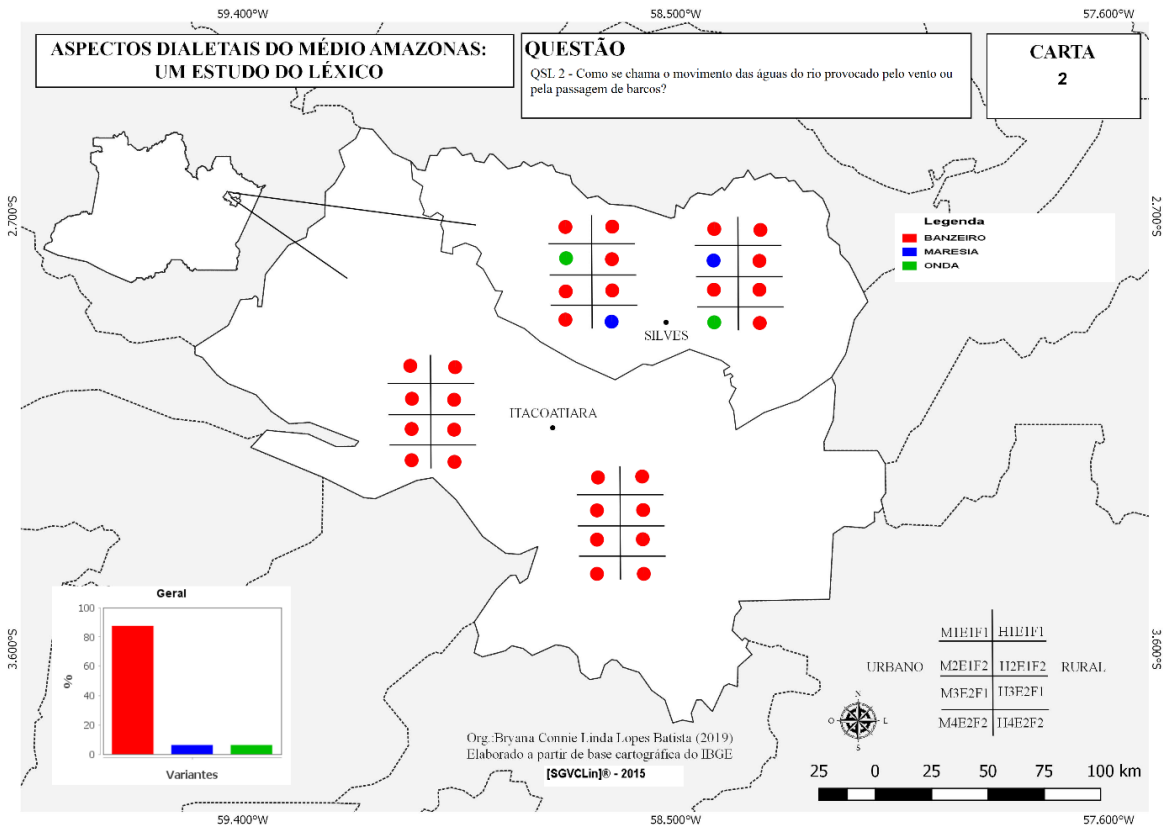 59.400°W
58.500°W
57.600°W
ASPECTOS DIALETAIS DO MÉDIO AMAZONAS:
UM ESTUDO DO LÉXICO
QUESTÃO
QSL 2 - Como se chama o movimento das águas do rio provocado pelo vento ou
pela passagem de barcos?
CARTA
2
2.700°S
2.700°S
Legenda
BANZEIRO
MARESIA
ONDA
SILVES
ITACOATIARA
Geral
100
80
60
40
20
0
%
Variantes
3.600°S
3.600°S
M1E1F1 H1E1F1
URBANO M2E1F2 H2E1F2 RURAL
M3E2F1 H3E2F1
M4E2F2 H4E2F2
N
O L
S
Org.:Bryana Connie Linda Lopes Batista (2019)
Elaborado a partir de base cartográfica do IBGE
[SGVCLin]® - 2015
25 0 25 50 75 100 km
59.400°W
58.500°W
57.600°W